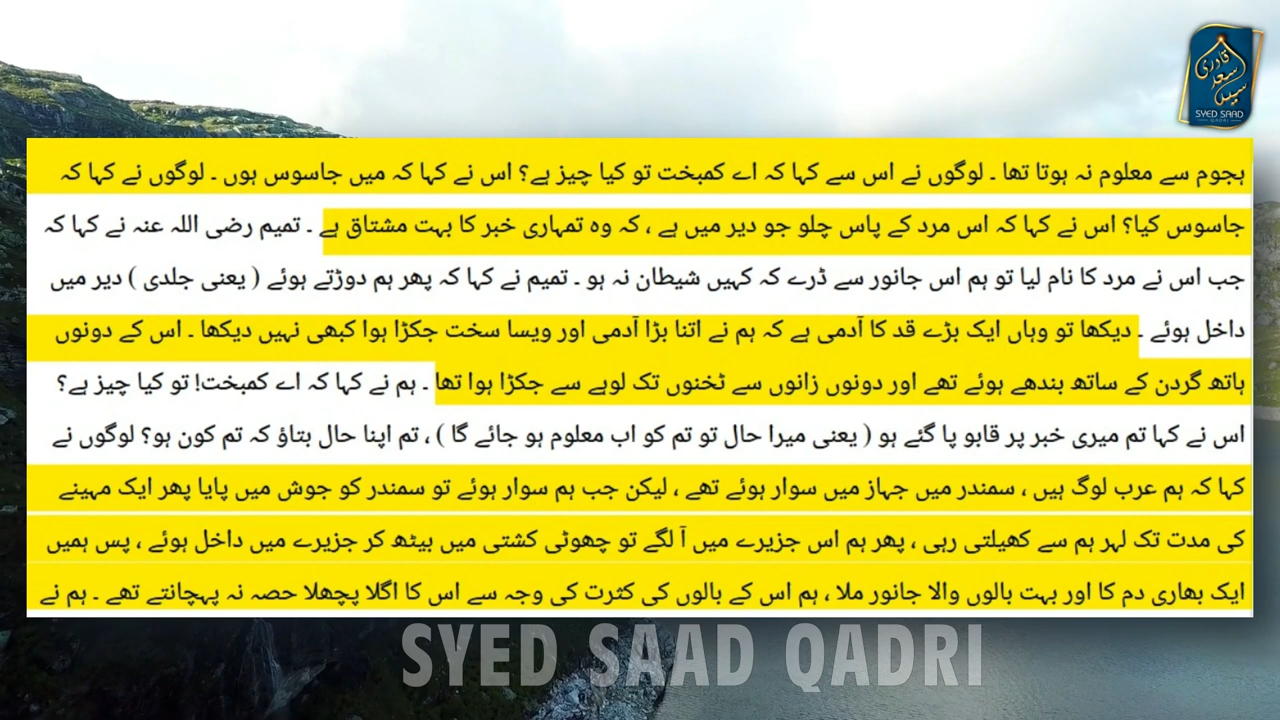 قادری
سعد
سید
SYED SAAD
QADRI
ہجوم سے معلوم نہ ہوتا تھا ۔ لوگوں نے اس سے کہا کہ اے کمبخت تو کیا چیز ہے؟ اس نے کہا کہ میں جاسوس ہوں ۔ لوگوں نے کہا کہ
جاسوس کیا؟ اس نے کہا کہ اس مرد کے پاس چلو جو دیر میں ہے ، کہ وہ تمہاری خبر کا بہت مشتاق ہے ۔ تمیم رضی اللہ عنہ نے کہا کہ
جب اس نے مرد کا نام لیا تو ہم اس جانور سے ڈرے کہ کہیں شیطان نہ ہو ۔ تمیم نے کہا کہ پھر ہم دوڑتے ہوئے ( یعنی جلدی ) دیر میں
داخل ہوئے ۔ دیکھا تو وہاں ایک بڑے قد کا آدمی ہے کہ ہم نے اتنا بڑا آدمی اور ویسا سخت جکڑا ہوا کبھی نہیں دیکھا ۔ اس کے دونوں
ہاتھ گردن کے ساتھ بندھے ہوئے تھے اور دونوں زانوں سے ٹخنوں تک لوہے سے جکڑا ہوا تھا ۔ ہم نے کہا کہ اے کمبخت! تو کیا چیز ہے؟
اس نے کہا تم میری خبر پر قابو پا گئے ہو ( یعنی میرا حال تو تم کو اب معلوم ہو جائے گا ) ، تم اپنا حال بتاؤ کہ تم کون ہو؟ لوگوں نے
کہا کہ ہم عرب لوگ ہیں ، سمندر میں جہاز میں سوار ہوئے تھے ، لیکن جب ہم سوار ہوئے تو سمندر کو جوش میں پایا پھر ایک مہینے
کی مدت تک لہر ہم سے کھیلتی رہی ، پھر ہم اس جزیرے میں آ لگے تو چھوٹی کشتی میں بیٹھ کر جزیرے میں داخل ہوئے ، پس ہمیں
ایک بھاری دم کا اور بہت بالوں والا جانور ملا ، ہم اس کے بالوں کی کثرت کی وجہ سے اس کا اگلا پچھلا حصہ نہ پہچانتے تھے ۔ ہم نے
SYED SAAD QADRI